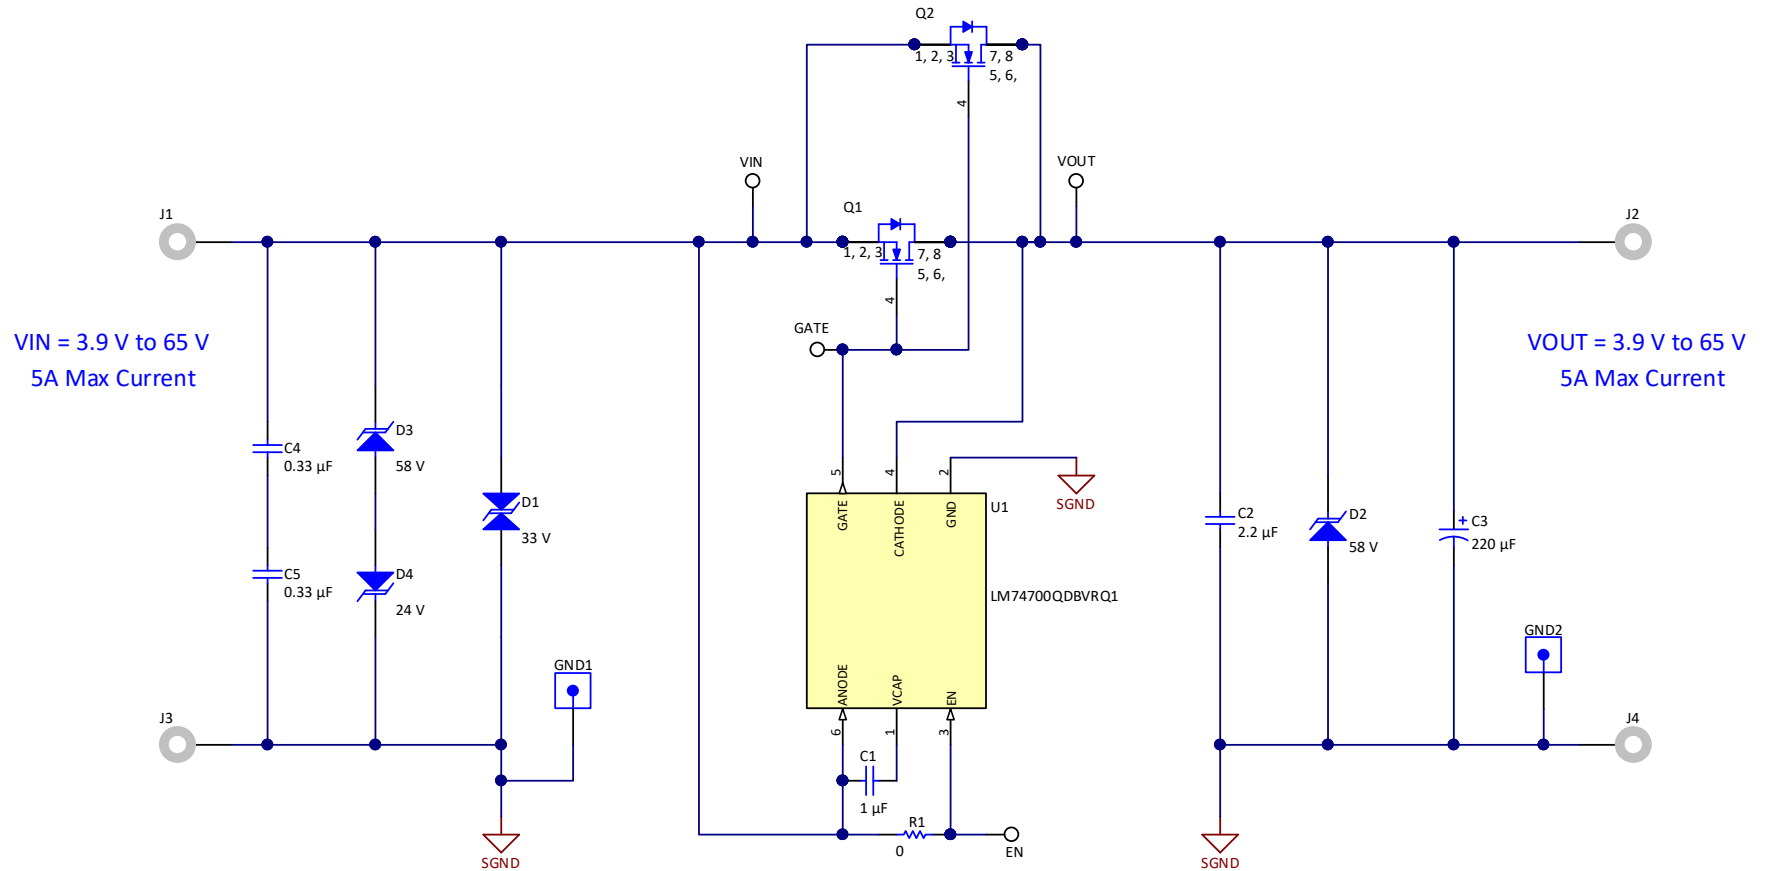 Q2
1, 2, 3
7, 8
5, 6,
4
VIN
VOUT
J1
Q1
J2
1, 2, 3
7, 8
5, 6,
4
GATE
VIN = 3.9 V to 65 V
5A Max Current
VOUT = 3.9 V to 65 V
5A Max Current
C4
0.33 µF
D3
58 V
5
4
2
SGND
GATE
CATHODE
GND
U1
D1
33 V
C2
2.2 µF
D2
58 V
C3
220 µF
C5
0.33 µF
D4
24 V
LM74700QDBVRQ1
GND1
GND2
ANODE
VCAP
EN
J3
J4
6
1
3
C1
1 µF
R1
0
EN
SGND
SGND